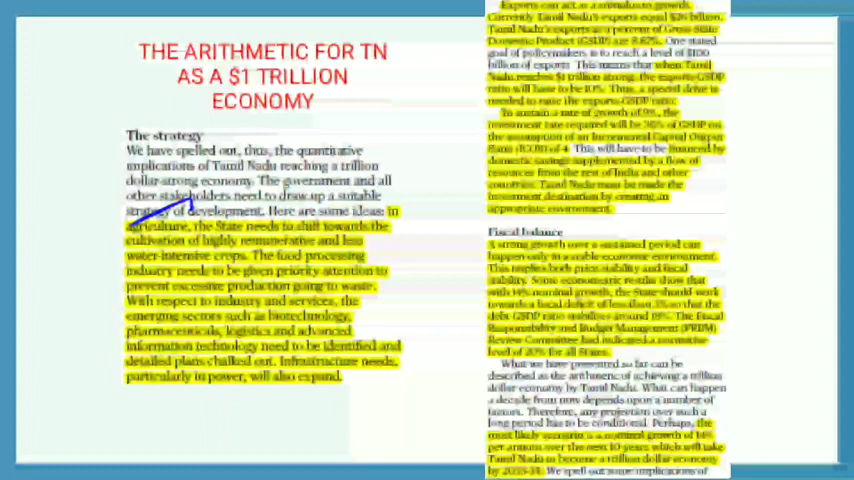 THE ARITHMETIC FOR TN
AS A $1 TRILLION
ECONOMY
The strategy
We have spelled out, thus, the quantitative
implications of Tamil Nadu reaching a trillion
dollar-strong economy. The government and all
other stakeholders need to draw up a suitable
strategy of development. Here are some ideas: in
agriculture, the State needs to shift towards the
cultivation of highly remunerative and less
water-intensive crops. The food processing
industry needs to be given priority attention to
prevent excessive production going to waste.
With respect to industry and services, the
emerging sectors such as biotechnology,
pharmaceuticals, logistics and advanced
information technology need to be identified and
detailed plans chalked out. Infrastructure needs,
particularly in power, will also expand.
Exports can act as a stimulus to growth.
Currently Tamil Nadu's exports equal $26 billion.
Tamil Nadu's exports as a percent of Gross State
Domestic Product (GSDP) are
One stated
goal of policymakers is to reach a level of $100
billion of exports. This means that when Tamil
Nadu reaches $1 trillion strong, the exports-GSDP
ratio will have to be 10%. Thus, a special drive is
needed to raise the exports-GSDP ratio.
To sustain a rate of growth of 9%, the
investment rate required will be 36% of GSDP on
the assumption of an Incremental Capital Output
Ratio (ICOR) of 4. This will have to be financed by
domestic savings supplemented by a flow of
resources from the rest of India and other
countries. Tamil Nadu must be made the
investment destination by creating an
appropriate environment.
Fiscal balance
A strong growth over a sustained period can
happen only in a stable economic environment.
This implies both price stability and fiscal
stability. Some econometric results show that
with 14% nominal growth, the State should work
towards a fiscal deficit of less than 3% so that the
debt-GSDP ratio stabilises around
The Fiscal
Responsibility and Budget Management (FRBM)
Review Committee had indicated a normative
level of 20% for all States.
What we have presented so far can be
described as the arithmetic of achieving a trillion
dollar economy by Tamil Nadu. What can happen
a decade from now depends upon a number of
factors. Therefore, any projection over such a
long period has to be conditional. Perhaps, the
most likely scenario is a nominal growth of 14%
per annum over the next 10 years which will take
Tamil Nadu to become a trillion dollar economy
by 2033-34. We spell out some implications of